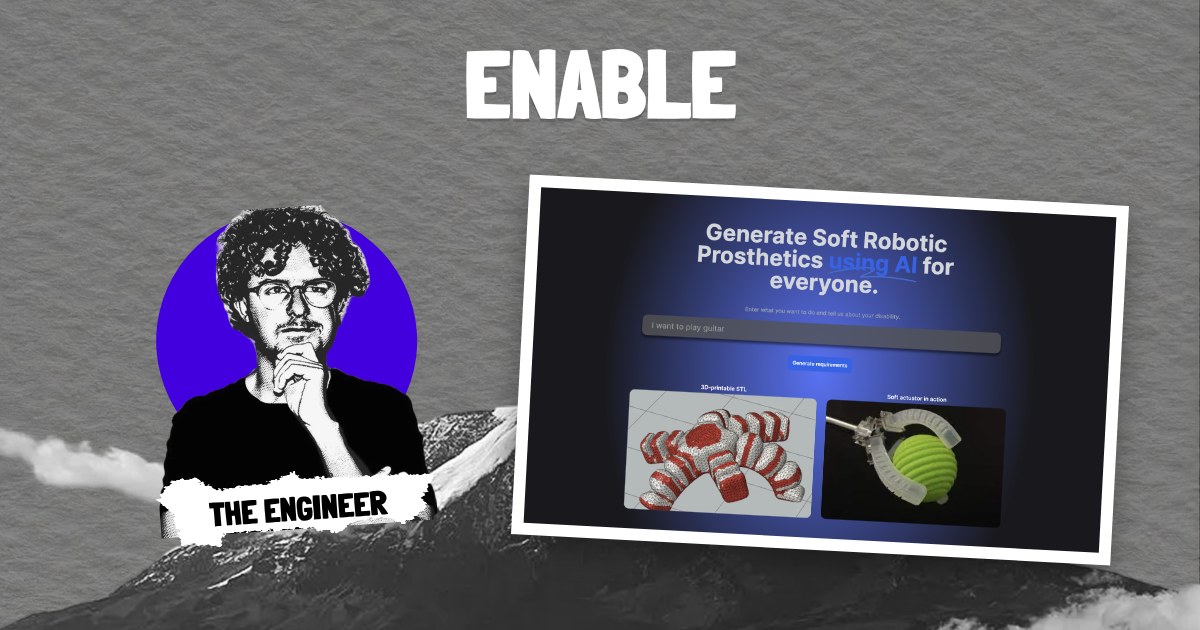 ENABLE
THE ENGINEER
Generate Soft Robotic
Prosthetics using AI for
everyone.
Enter what you want to do and tell us about your disability.
I want to play guitar
Generate requirements
3D-printable STL
Soft actuator in action